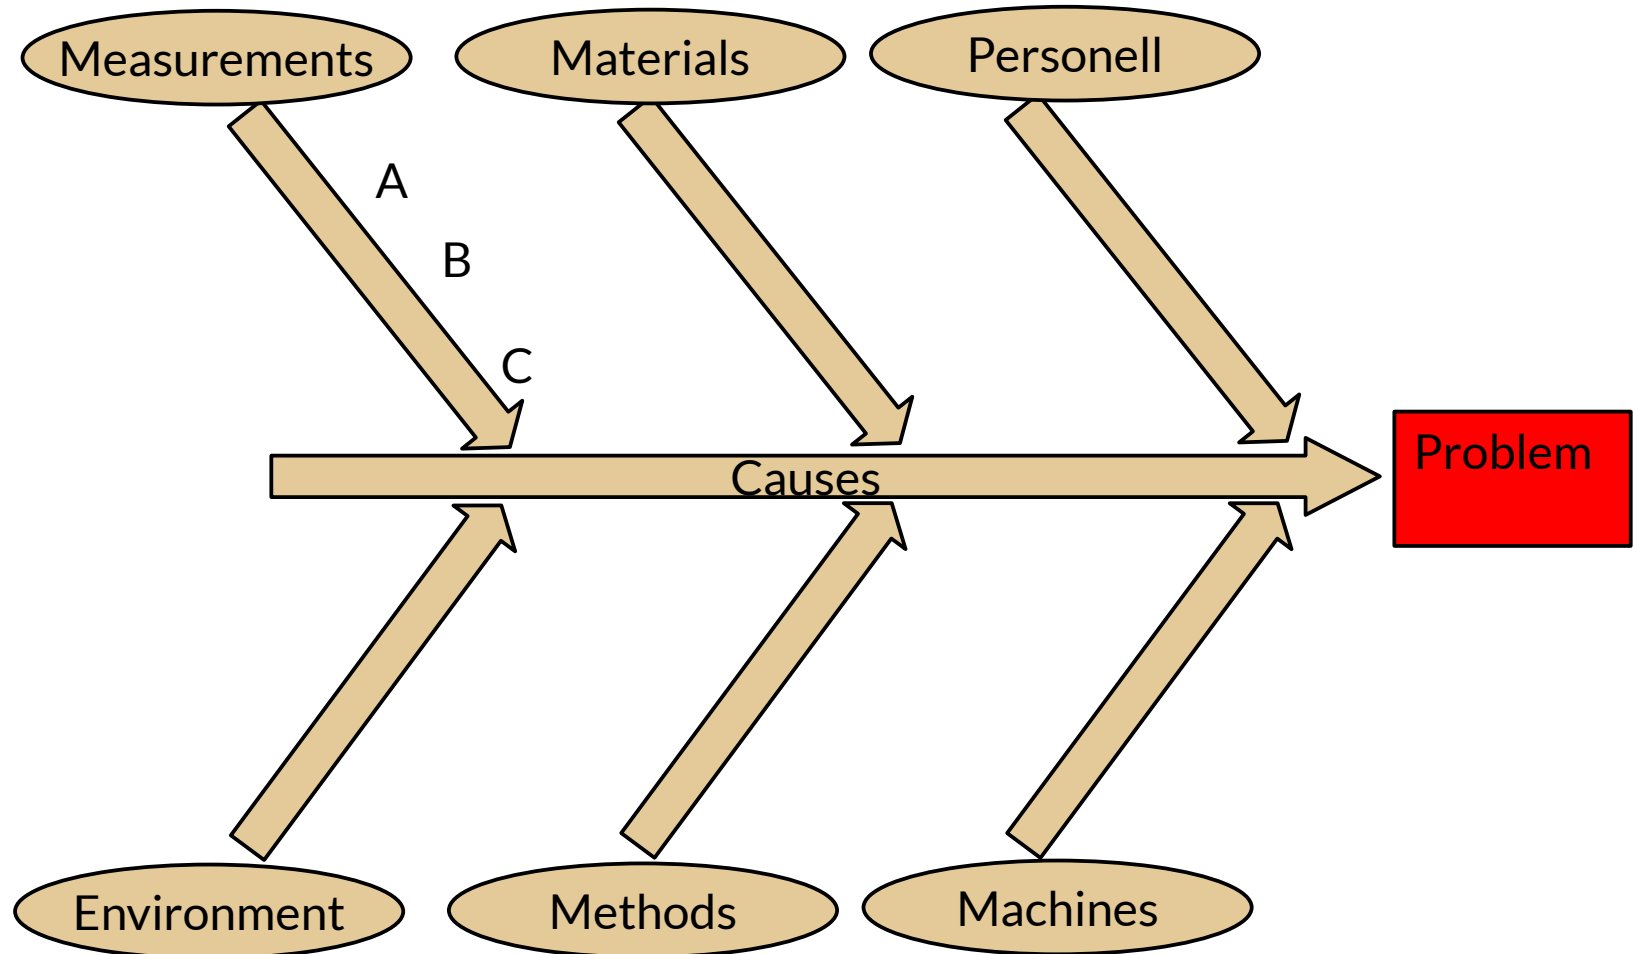 Measurements
Materials
Personell
A
B
C
Causes
Problem
Environment
Methods
Machines